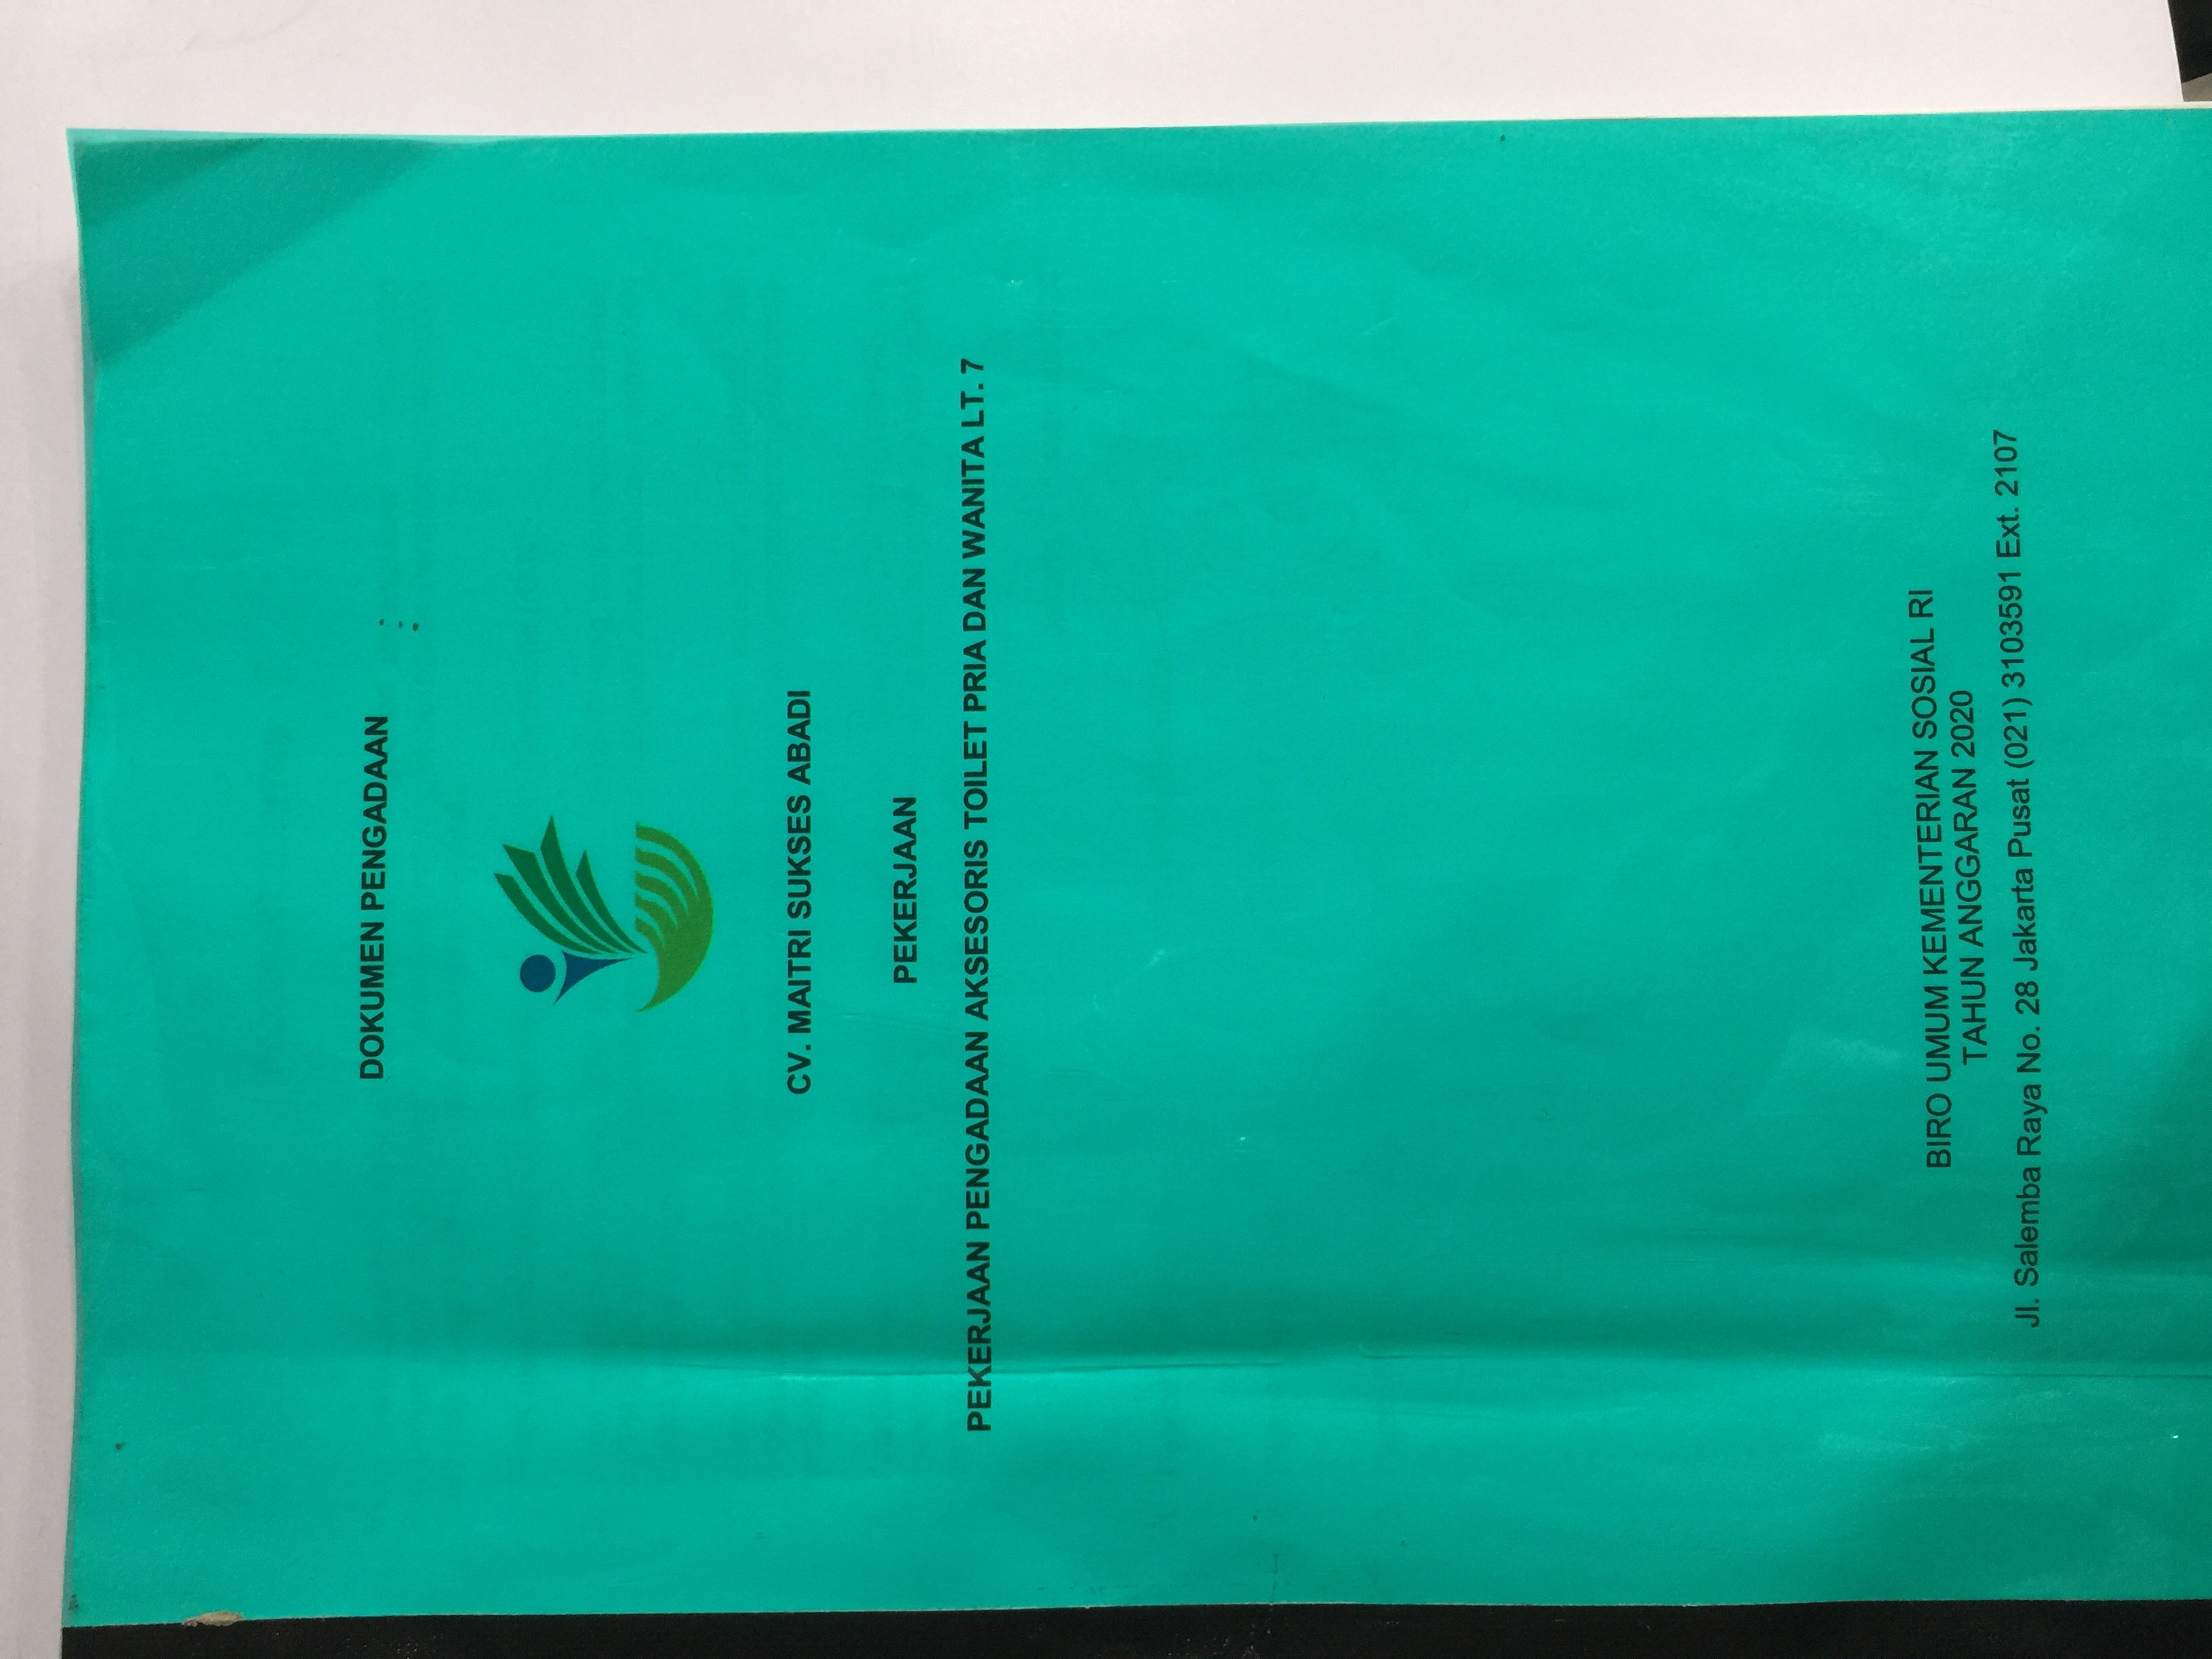 DOKUMEN PENGADAAN
CV. MAITRI SUKSES ABADI
PEKERJAAN
PEKERJAAN PENGADAAN AKSESORIS TOILET PRIA DAN WANITA LT. 7
BIRO UMUM KEMENTERIAN SOSIAL RI
TAHUN ANGGARAN 2020
Jl. Salemba Raya No. 28 Jakarta Pusat (021) 3103591 Ext. 2107